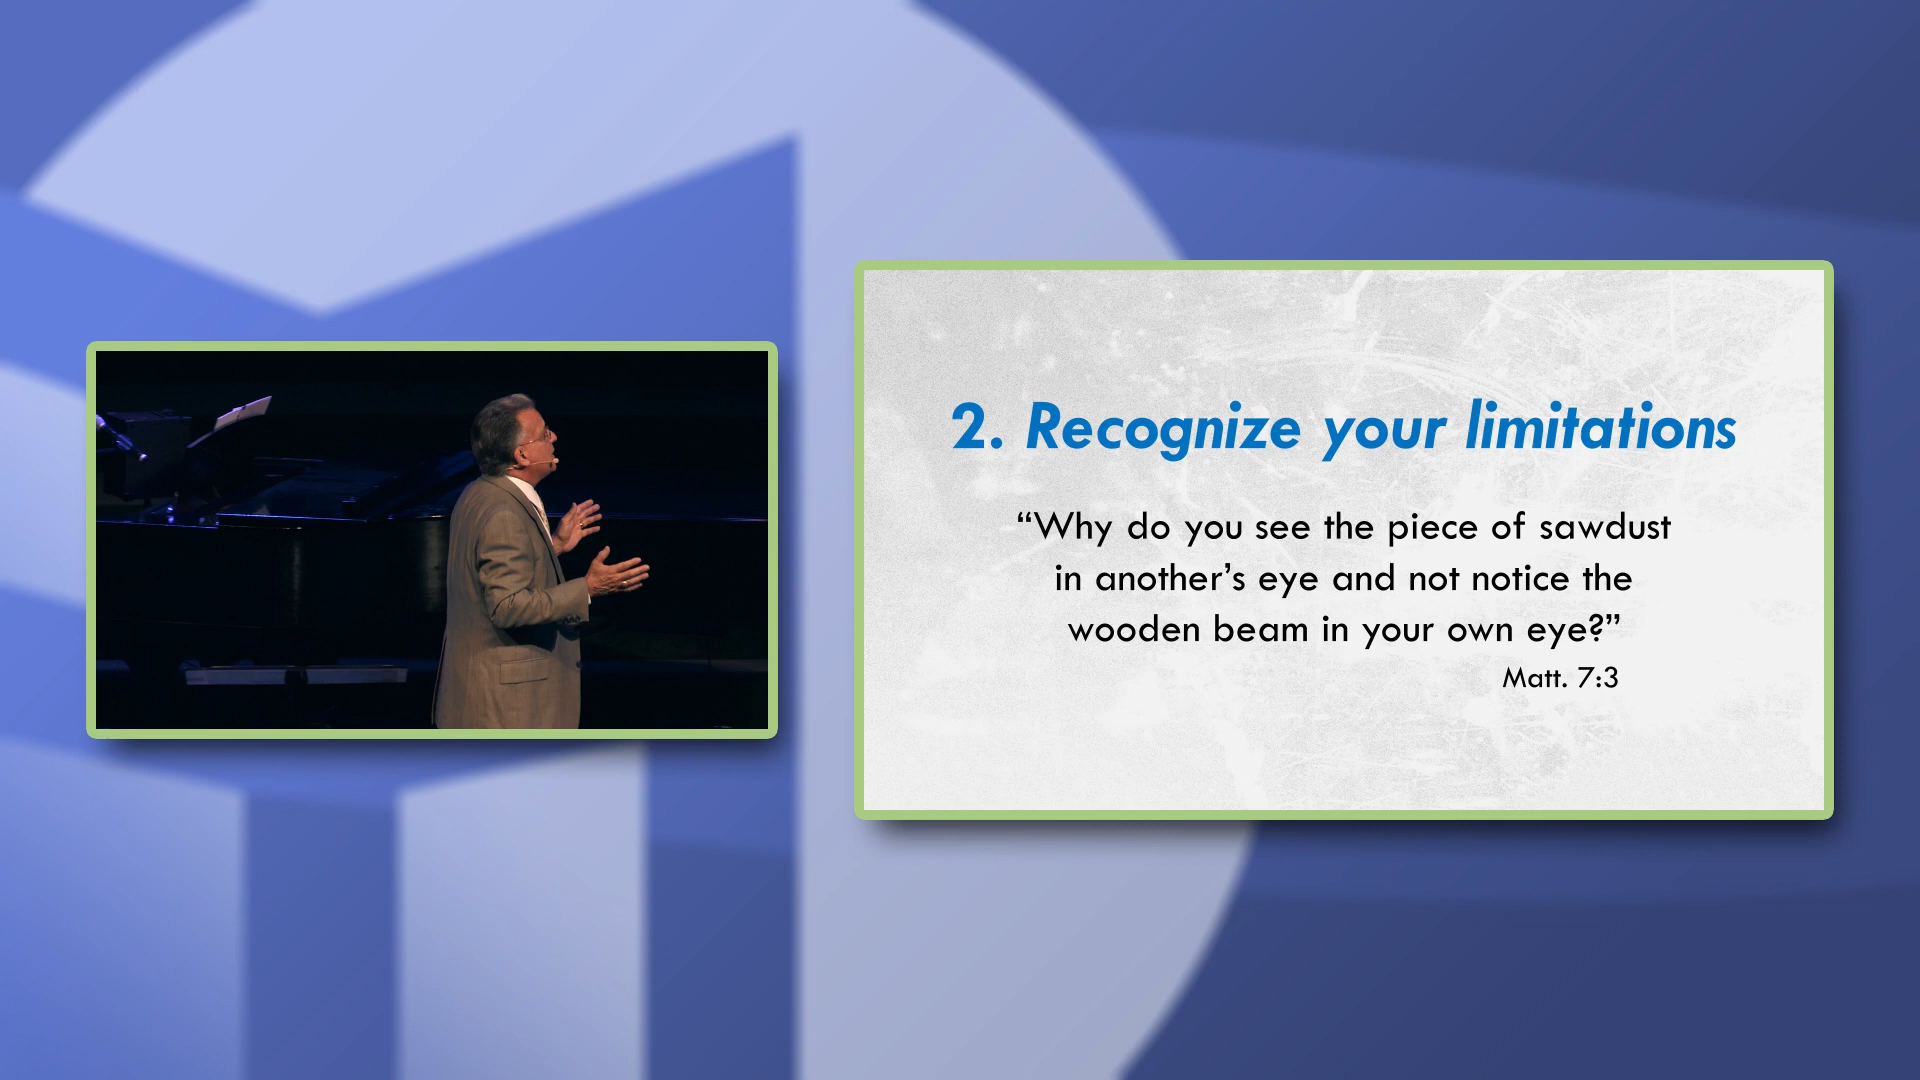 2. Recognize your limitations
“Why do you see the piece of sawdust
in another’s eye and not notice the
wooden beam in your own eye?”
Matt. 7:3